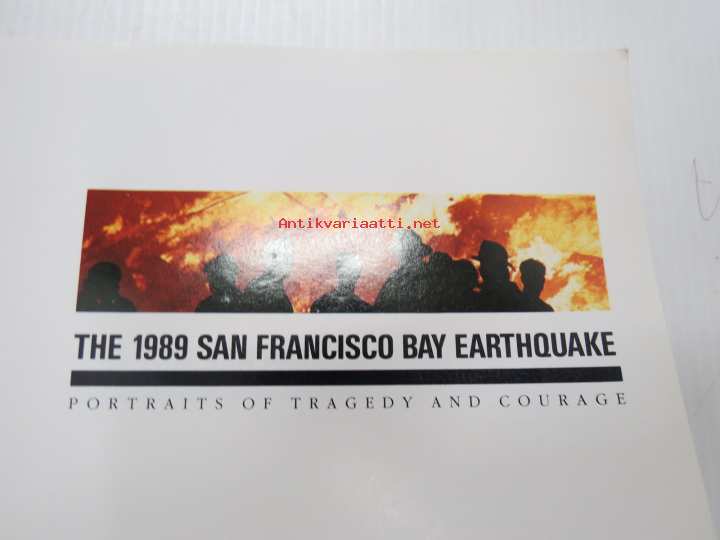 Antikvariaatti.net
THE 1989 SAN FRANCISCO BAY EARTHQUAKE
PORTRAITS OF TRAGEDY AND COURAGE